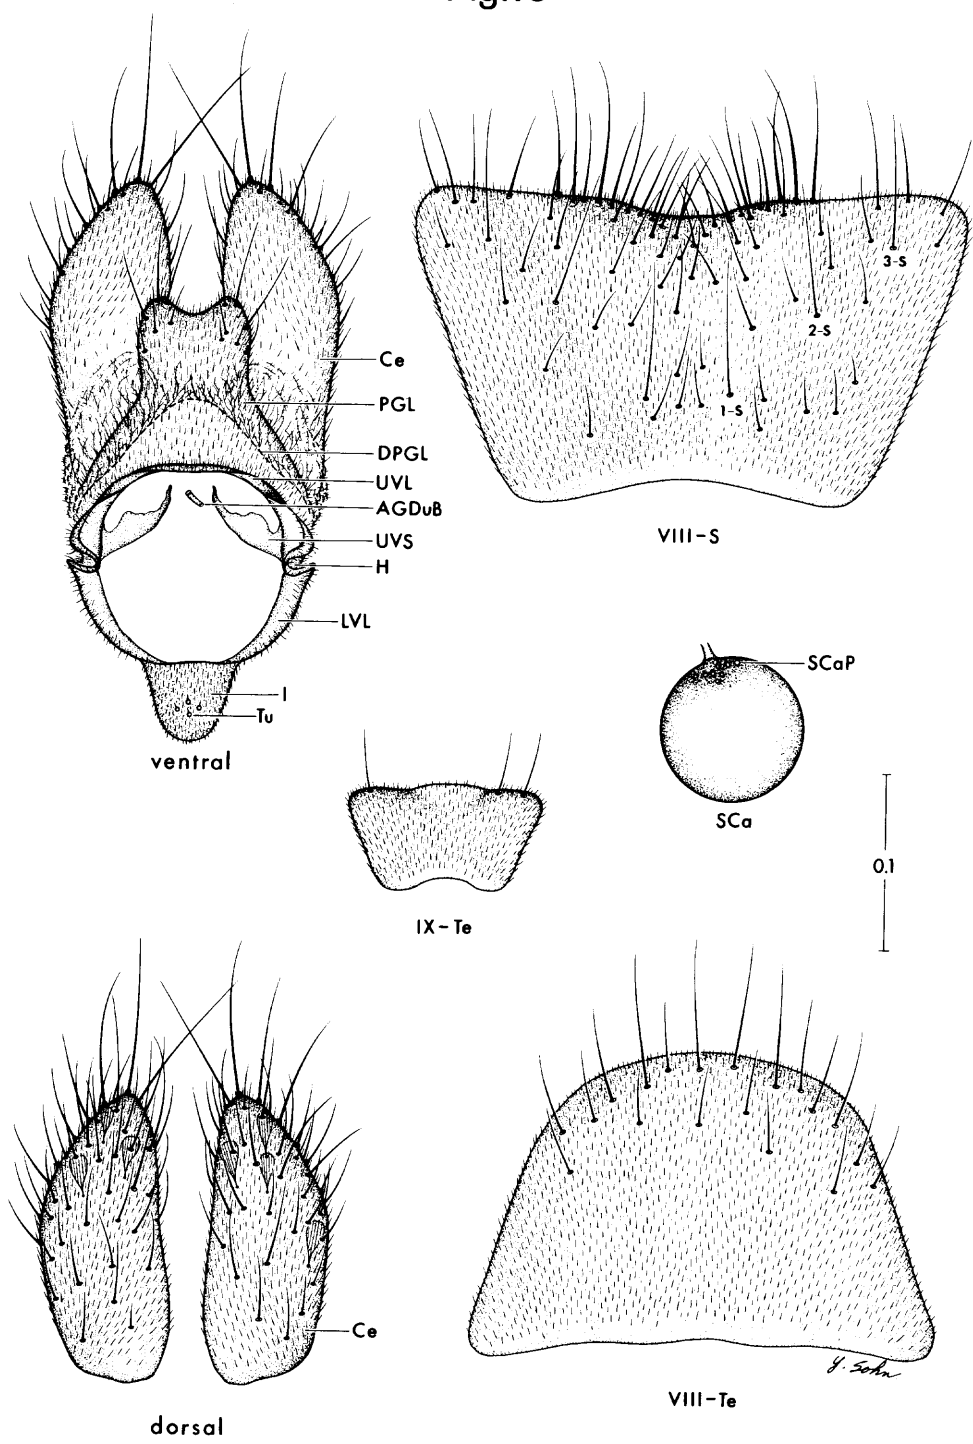 Ce
PGL
DPGL
UVL
AGDuB
UVS
H
LVL
I
Tu
ventral
3-S
2-S
1-S
VIII-S
SCaP
SCa
0.1
IX-Te
Ce
dorsal
Y. Sohn
VIII-Te